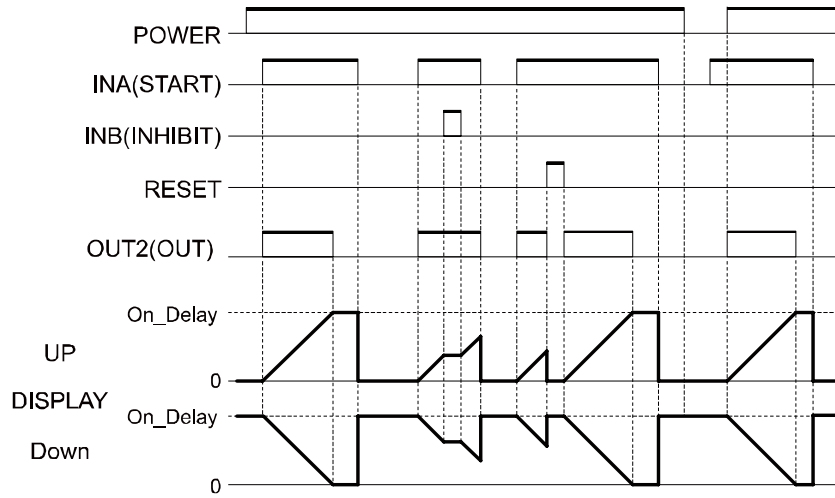 POWER
INA(START)
INB(INHIBIT)
RESET
OUT2(OUT)
On_Delay
UP
0
DISPLAY
On_Delay
Down
0